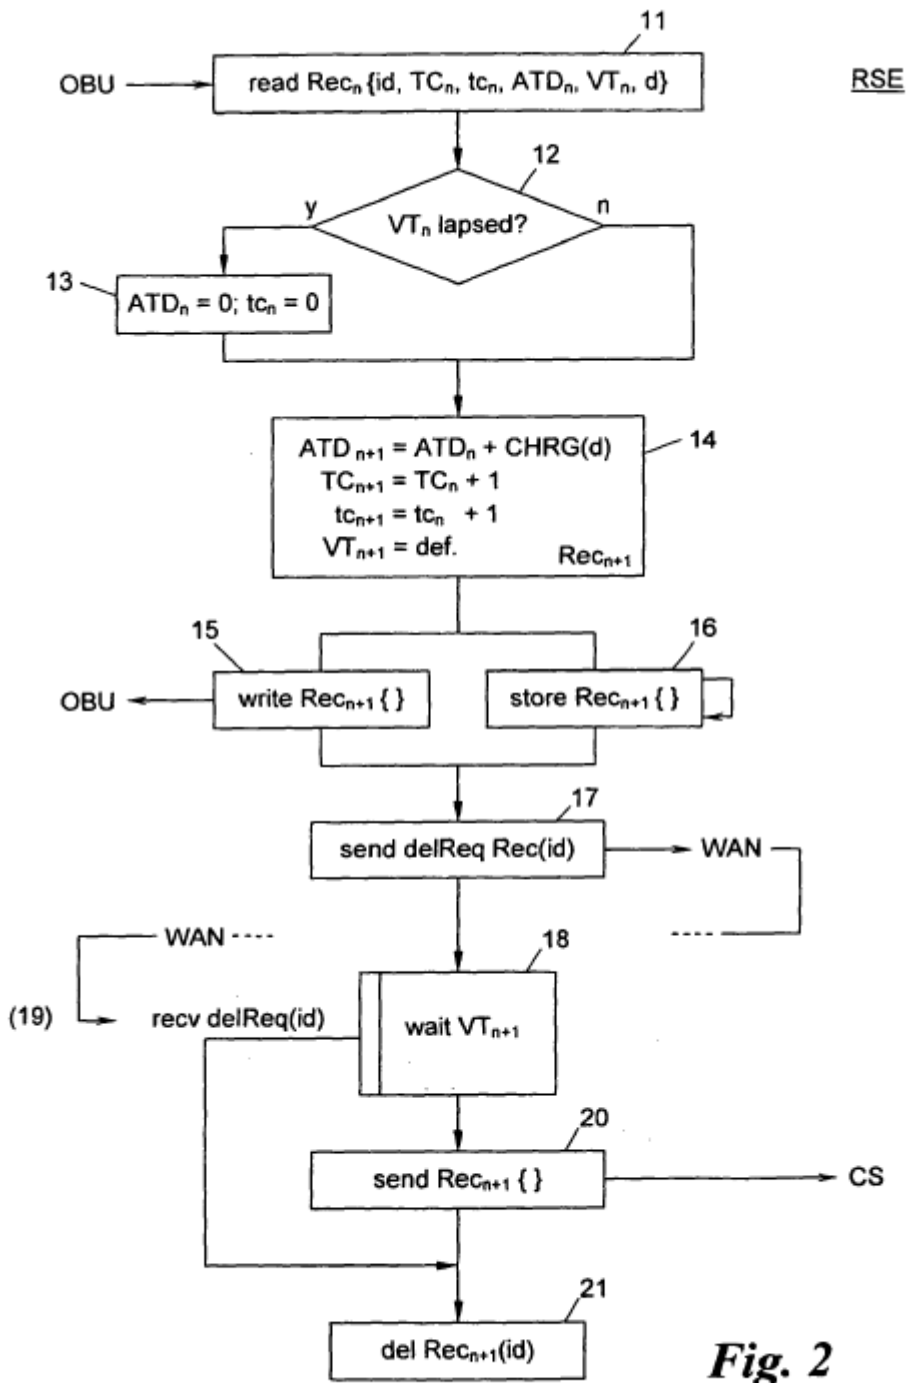 11
OBU
read Recₙ {id, TCₙ, tcₙ, ATDₙ, VTₙ, d}
RSE
12
y
n
VTₙ lapsed?
13
ATDₙ = 0; tcₙ = 0
14
ATD ₙ₊₁ = ATDₙ + CHRG(d)
TCₙ₊₁ = TCₙ + 1
tcₙ₊₁ = tcₙ + 1
VTₙ₊₁ = def.
Recₙ₊₁
15
16
OBU
write Recₙ₊₁ { }
store Recₙ₊₁ { }
17
send delReq Rec(id)
WAN
WAN
18
(19)
recv delReq(id)
wait VTₙ₊₁
20
send Recₙ₊₁ { }
CS
21
del Recₙ₊₁(id)
Fig. 2